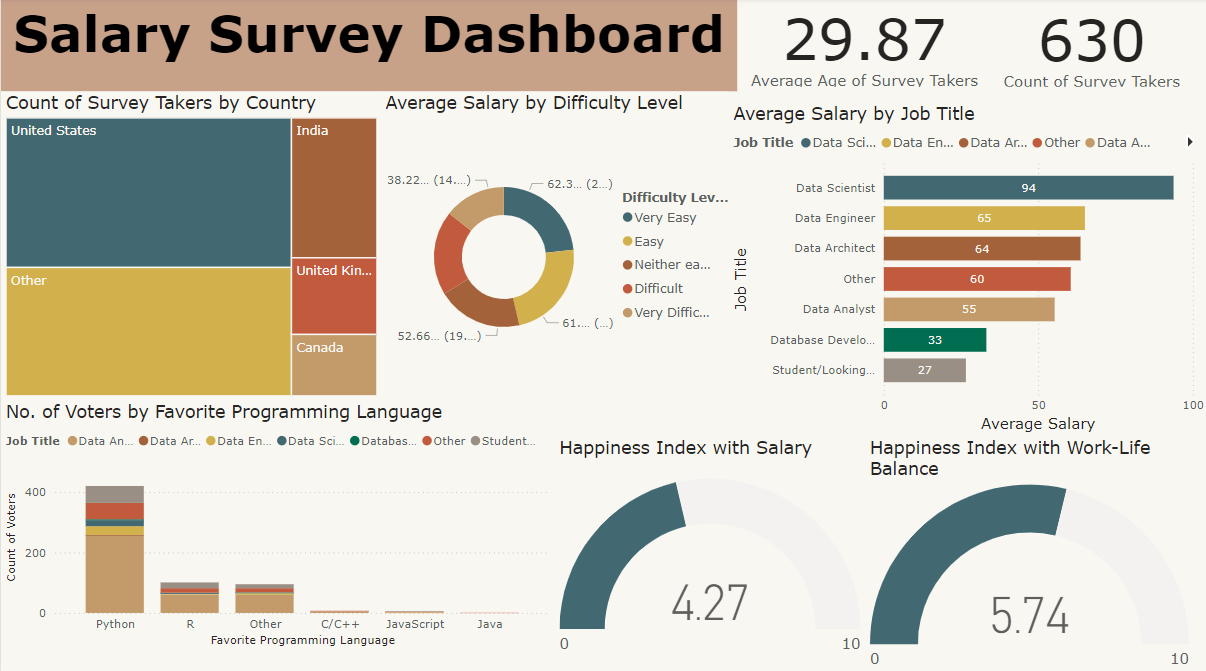 Salary Survey Dashboard
29.87
Average Age of Survey Takers
630
Count of Survey Takers
Count of Survey Takers by Country
United States
India
Other
United Kin...
Canada
Average Salary by Difficulty Level
38.22... (14....)
62.3... (2...)
52.66... (19....)
61.... (...)
Difficulty Lev...
Very Easy
Easy
Neither ea...
Difficult
Very Diffic...
Average Salary by Job Title
Job Title Data Sci... Data En... Data Ar... Other Data A...
Job Title
Data Scientist 94
Data Engineer 65
Data Architect 64
Other 60
Data Analyst 55
Database Develo... 33
Student/Looking... 27
0 50 100
Average Salary
No. of Voters by Favorite Programming Language
Job Title Data An... Data Ar... Data En... Data Sci... Databas... Other Student...
Count of Voters
400
200
0
Python R Other C/C++ JavaScript Java
Favorite Programming Language
Happiness Index with Salary
4.27
0 10
Happiness Index with Work-Life
Balance
5.74
0 10